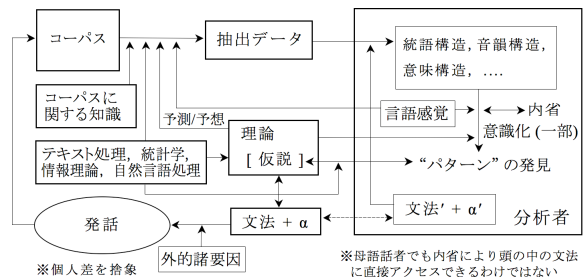 コーパス
抽出データ
統語構造, 音韻構造,
意味構造, ....
コーパスに
関する知識
予測/予想
言語感覚
内省
意識化 (一部)
理論
[ 仮説 ]
テキスト処理, 統計学,
情報理論, 自然言語処理
“パターン” の発見
発話
文法 + α
文法′ + α′
分析者
外的諸要因
※個人差を捨象
※母語話者でも内省により頭の中の文法
に直接アクセスできるわけではない